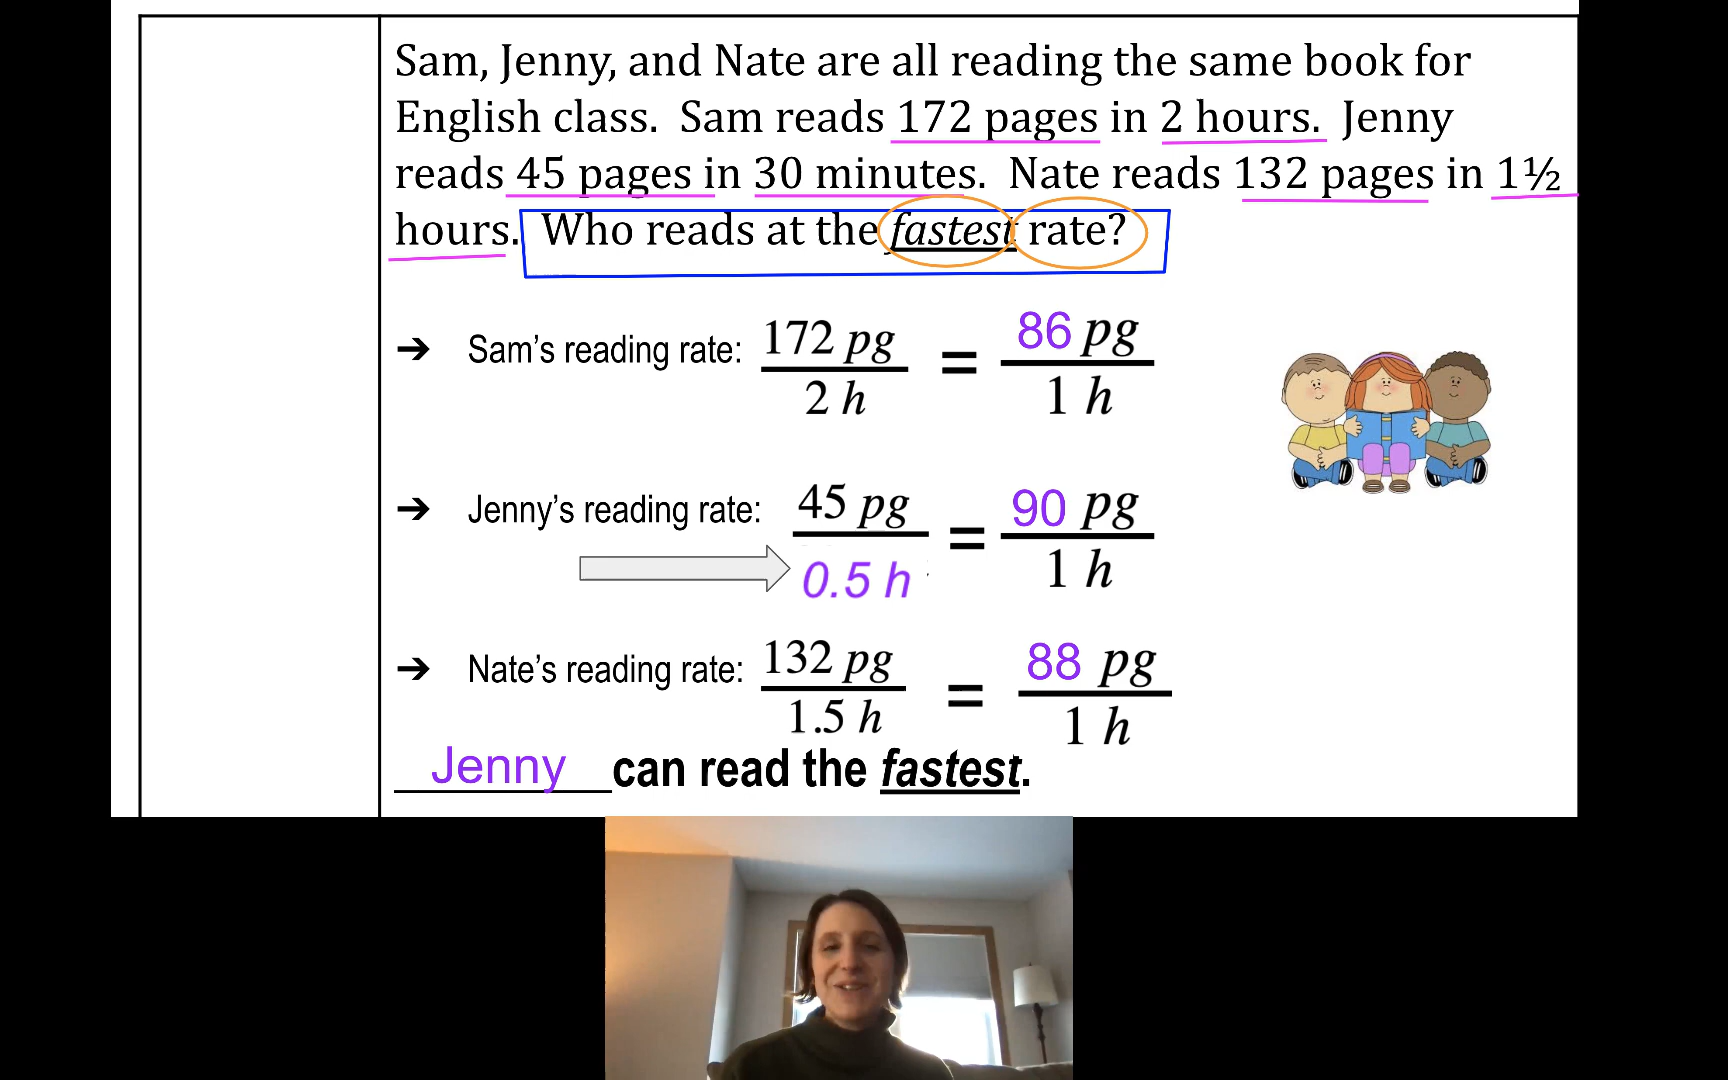 Sam, Jenny, and Nate are all reading the same book for
English class. Sam reads 172 pages in 2 hours. Jenny
reads 45 pages in 30 minutes. Nate reads 132 pages in 1½
hours. Who reads at the fastest rate?
➔ Sam's reading rate: 172 pg / 2 h = 86 pg / 1 h
➔ Jenny's reading rate: 45 pg / 0.5 h = 90 pg / 1 h
➔ Nate's reading rate: 132 pg / 1.5 h = 88 pg / 1 h
Jenny can read the fastest.